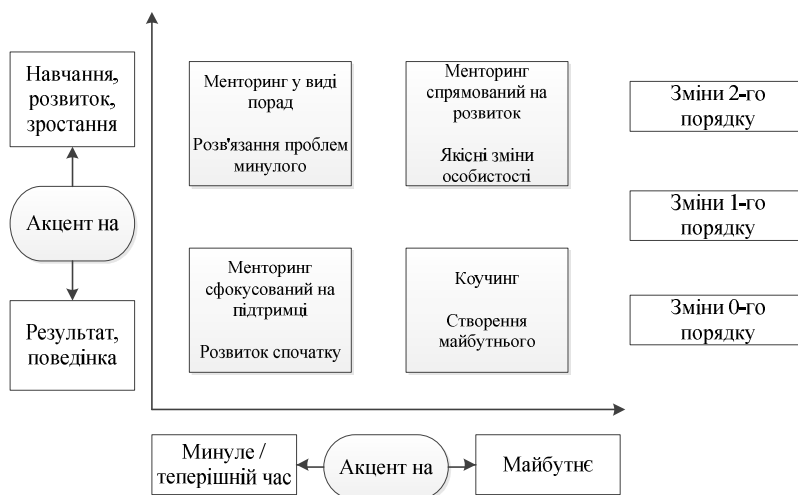 Навчання,
розвиток,
зростання
Акцент на
Результат,
поведінка
Менторинг у виді
порад
Розв'язання проблем
минулого
Менторинг
спрямований на
розвиток
Якісні зміни
особистості
Менторинг
сфокусований на
підтримці
Розвиток спочатку
Коучинг
Створення
майбутнього
Зміни 2-го
порядку
Зміни 1-го
порядку
Зміни 0-го
порядку
Минуле /
теперішній час
Акцент на
Майбутнє